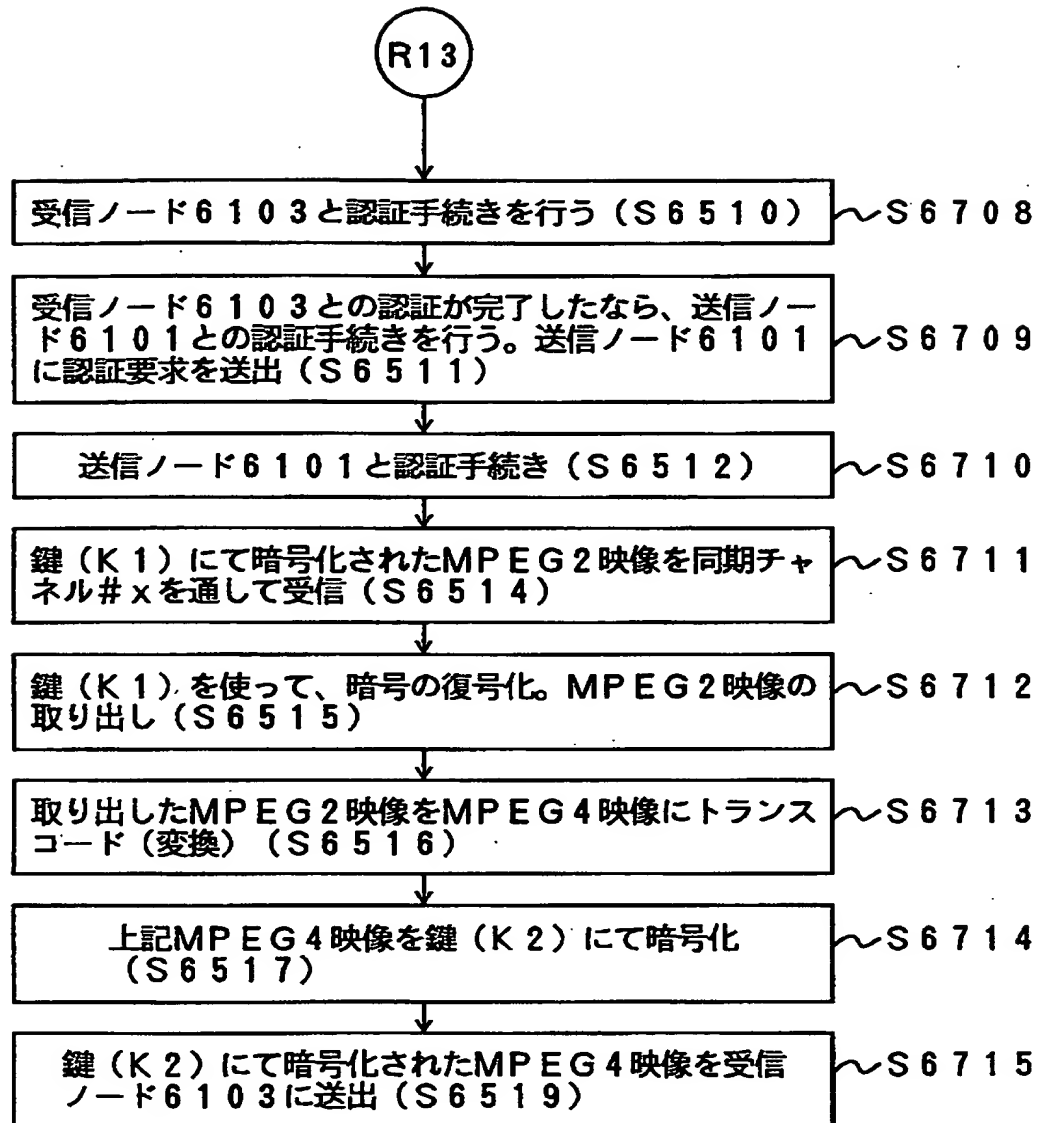 R13
受信ノード6103と認証手続きを行う(S6510)
S6708
受信ノード6103との認証が完了したなら、送信ノー
ド6101との認証手続きを行う。送信ノード6101
に認証要求を送出(S6511)
S6709
送信ノード6101と認証手続き(S6512)
S6710
鍵(K1)にて暗号化されたMPEG2映像を同期チャ
ネル#xを通して受信(S6514)
S6711
鍵(K1)を使って、暗号の復号化。MPEG2映像の
取り出し(S6515)
S6712
取り出したMPEG2映像をMPEG4映像にトランス
コード(変換)(S6516)
S6713
上記MPEG4映像を鍵(K2)にて暗号化
(S6517)
S6714
鍵(K2)にて暗号化されたMPEG4映像を受信
ノード6103に送出(S6519)
S6715